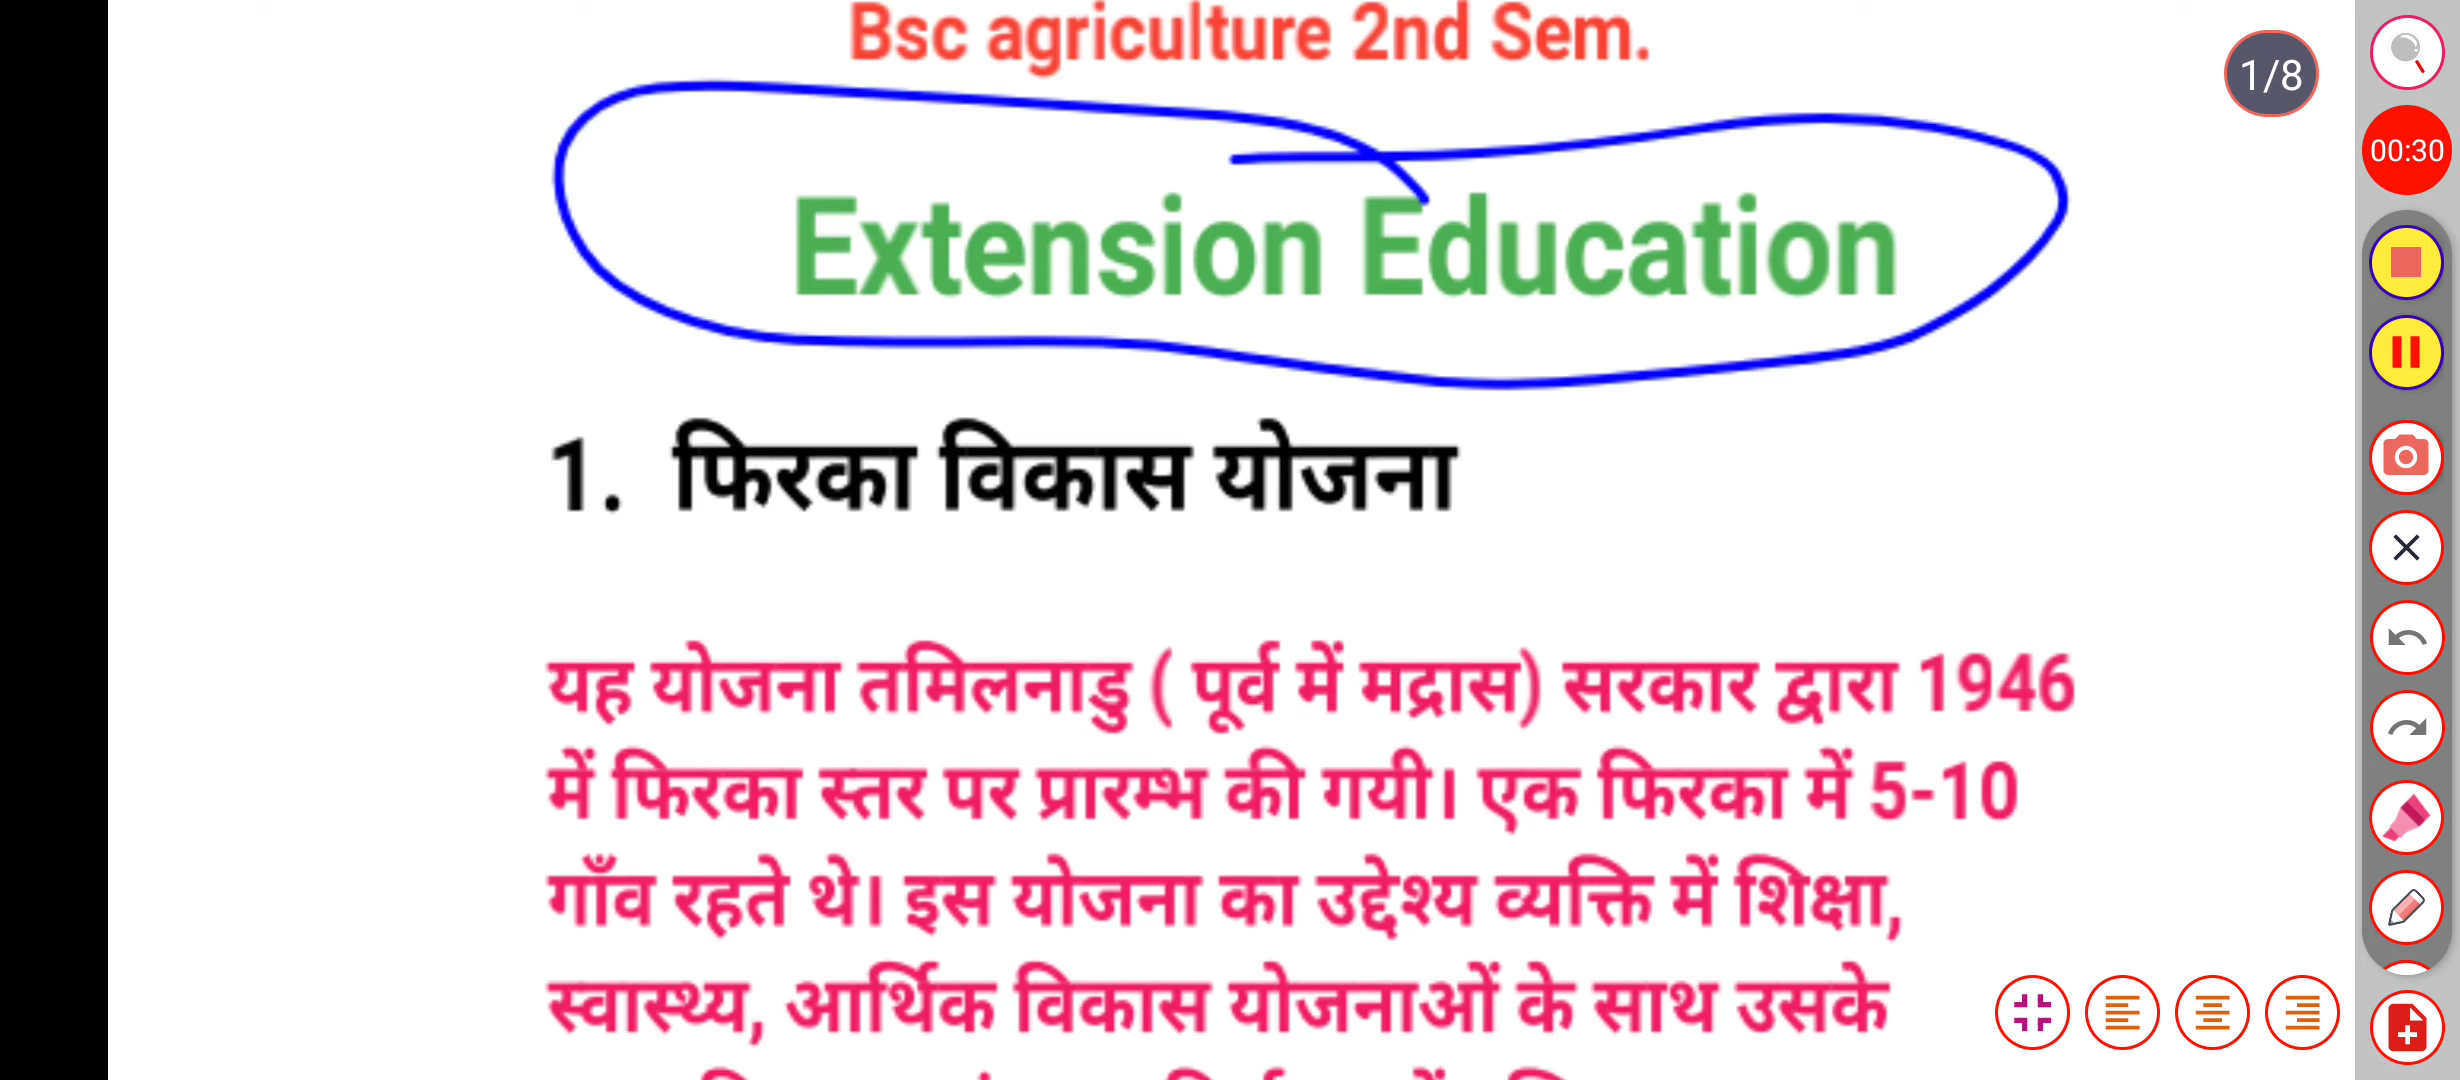 Bsc agriculture 2nd Sem.
1/8
00:30
Extension Education
1. फिरका विकास योजना
यह योजना तमिलनाडु ( पूर्व में मद्रास) सरकार द्वारा 1946
में फिरका स्तर पर प्रारम्भ की गयी। एक फिरका में 5-10
गाँव रहते थे। इस योजना का उद्देश्य व्यक्ति में शिक्षा,
स्वास्थ्य, आर्थिक विकास योजनाओं के साथ उसके